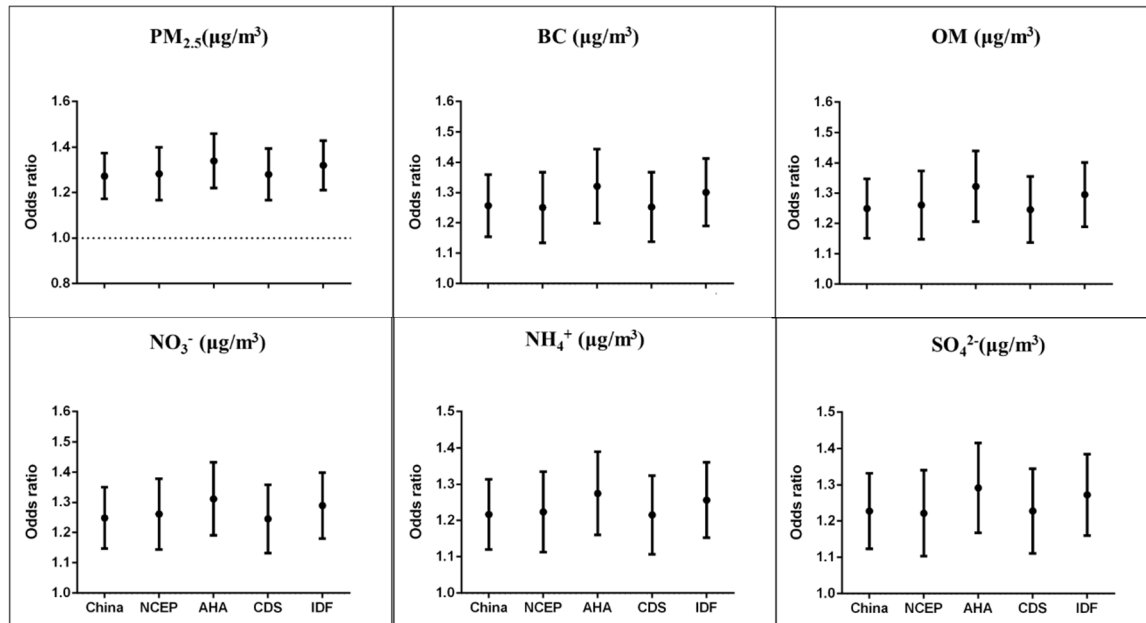 PM2.5(μg/m3)
Odds ratio
1.6
1.4
1.2
1.0
0.8
BC (μg/m3)
Odds ratio
1.6
1.5
1.4
1.3
1.2
1.1
1.0
OM (μg/m3)
Odds ratio
1.6
1.5
1.4
1.3
1.2
1.1
1.0
NO3- (μg/m3)
Odds ratio
1.6
1.5
1.4
1.3
1.2
1.1
1.0
China NCEP AHA CDS IDF
NH4+ (μg/m3)
Odds ratio
1.5
1.4
1.3
1.2
1.1
1.0
China NCEP AHA CDS IDF
SO42-(μg/m3)
Odds ratio
1.5
1.4
1.3
1.2
1.1
1.0
China NCEP AHA CDS IDF